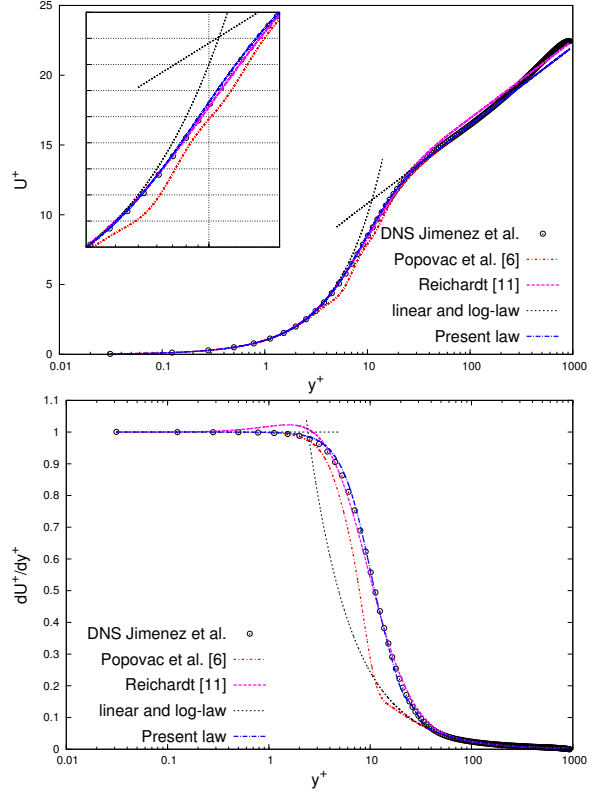 25
20
15
10
5
0
U+
DNS Jimenez et al.
Popovac et al. [6]
Reichardt [11]
linear and log-law
Present law
0.01 0.1 1 10 100 1000
y+
1.1
1
0.9
0.8
0.7
0.6
0.5
0.4
0.3
0.2
0.1
0
dU+/dy+
DNS Jimenez et al.
Popovac et al. [6]
Reichardt [11]
linear and log-law
Present law
0.01 0.1 1 10 100 1000
y+